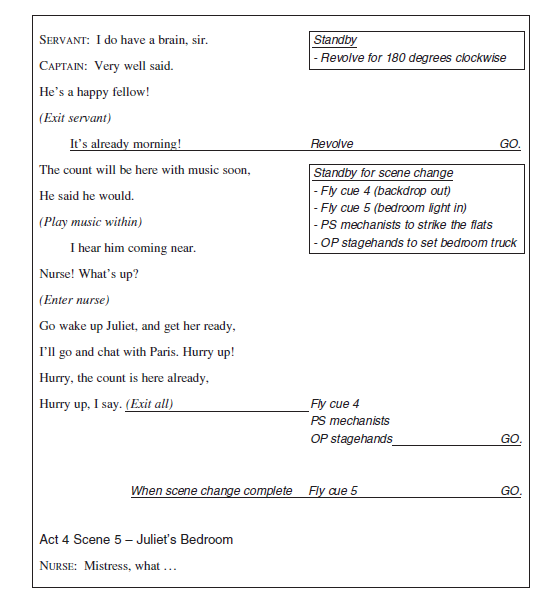 SERVANT: I do have a brain, sir.
Standby
- Revolve for 180 degrees clockwise
CAPTAIN: Very well said.
He's a happy fellow!
(Exit servant)
It's already morning! Revolve GO.
The count will be here with music soon,
Standby for scene change
- Fly cue 4 (backdrop out)
- Fly cue 5 (bedroom light in)
- PS mechanists to strike the flats
- OP stagehands to set bedroom truck
He said he would.
(Play music within)
I hear him coming near.
Nurse! What's up?
(Enter nurse)
Go wake up Juliet, and get her ready,
I'll go and chat with Paris. Hurry up!
Hurry, the count is here already,
Hurry up, I say. (Exit all) Fly cue 4
PS mechanists
OP stagehands GO.
When scene change complete Fly cue 5 GO.
Act 4 Scene 5 – Juliet's Bedroom
NURSE: Mistress, what …